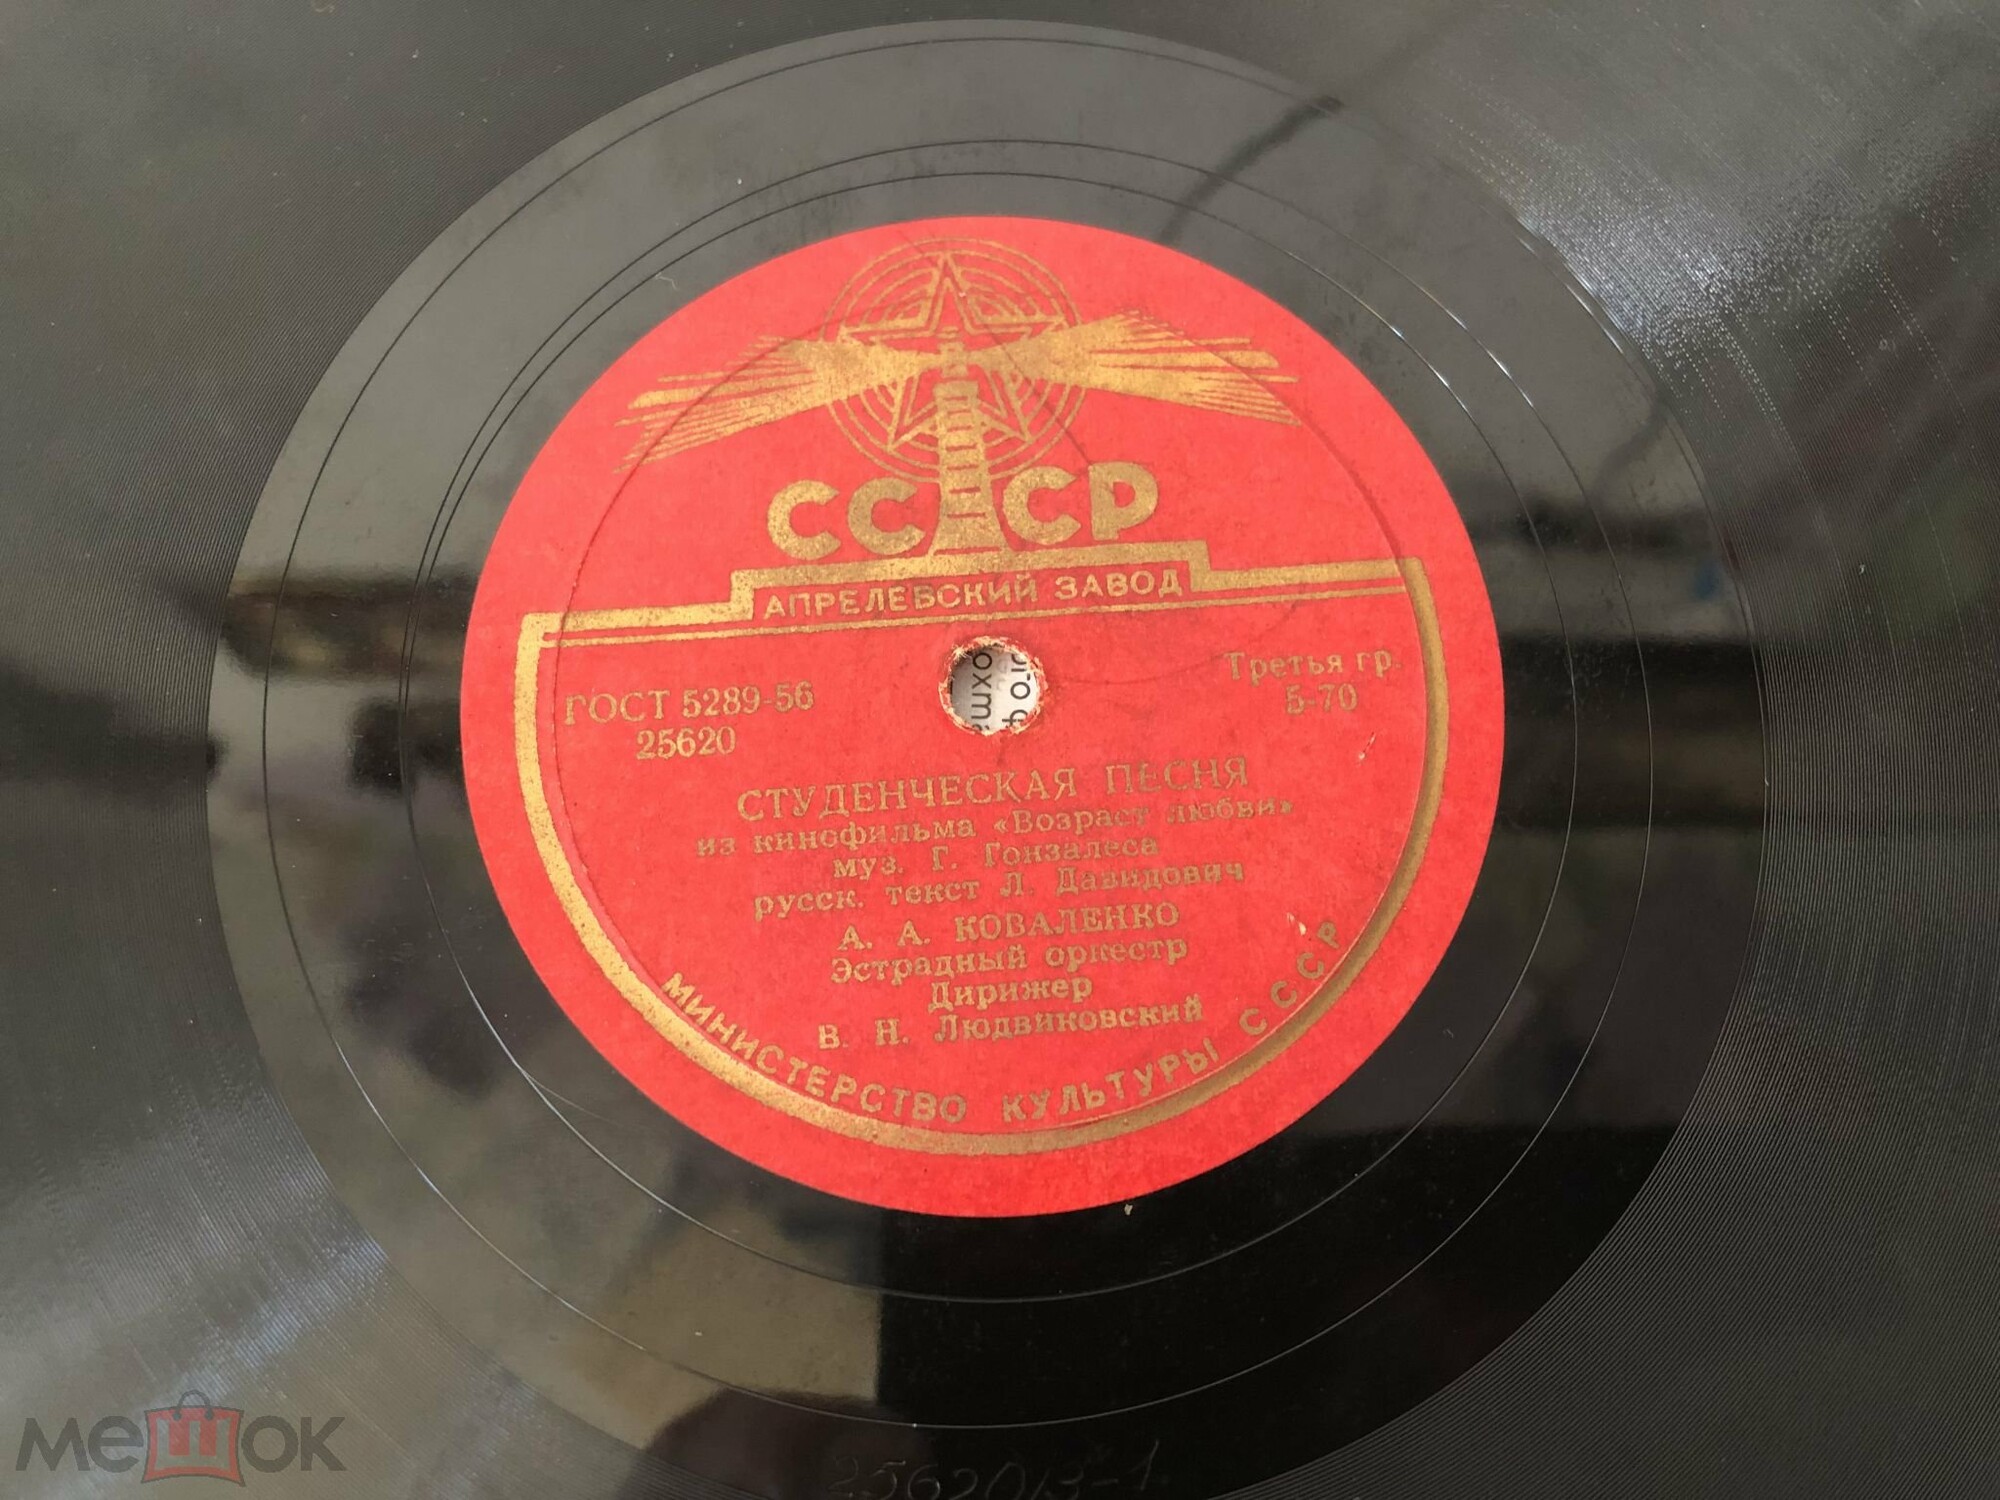 СССР
АПРЕЛЕВСКИЙ ЗАВОД
ГОСТ 5289-56
25620
Третья гр.
Б-70
СТУДЕНЧЕСКАЯ ПЕСНЯ
из кинофильма «Возраст любви»
муз. Г. Гонзалеса
русск. текст Л. Давидович
А. А. КОВАЛЕНКО
Эстрадный оркестр
Дирижер
В. Н. Людвиковский
МИНИСТЕРСТВО КУЛЬТУРЫ СССР
мешок